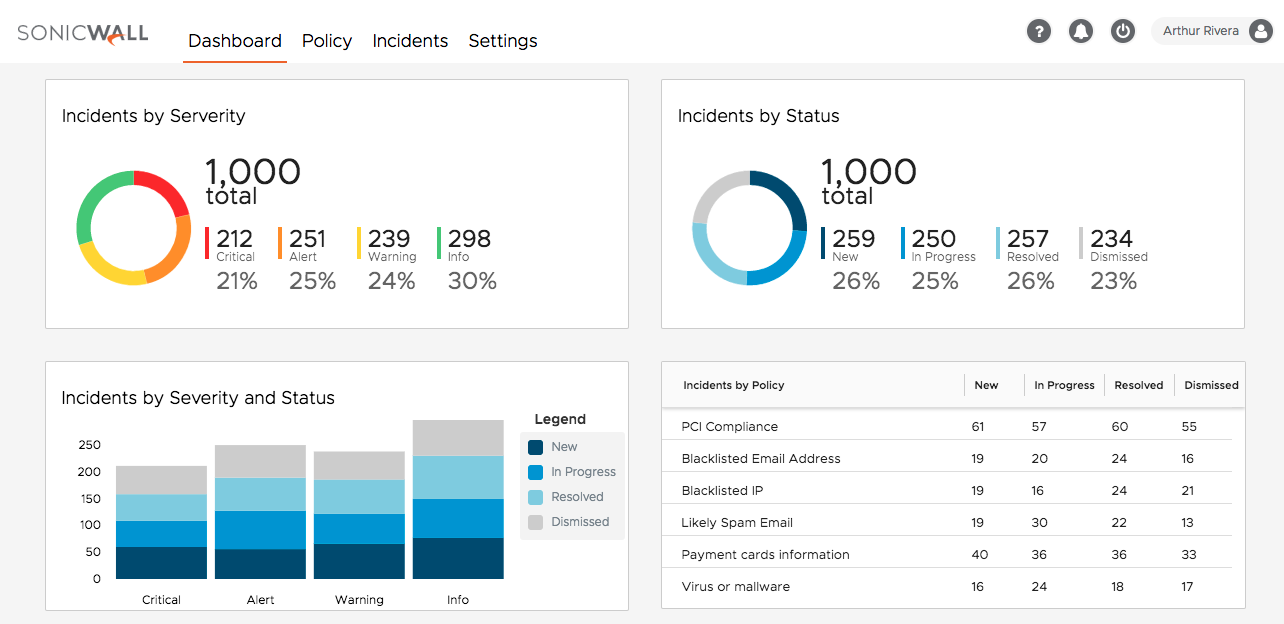 SONICWALL
Dashboard Policy Incidents Settings
?
Arthur Rivera
Incidents by Serverity
1,000
total
212 251 239 298
Critical Alert Warning Info
21% 25% 24% 30%
Incidents by Status
1,000
total
259 250 257 234
New In Progress Resolved Dismissed
26% 25% 26% 23%
Incidents by Severity and Status
250
200
150
100
50
0
Critical Alert Warning Info
Legend
New
In Progress
Resolved
Dismissed
Incidents by Policy New In Progress Resolved Dismissed
PCI Compliance 61 57 60 55
Blacklisted Email Address 19 20 24 16
Blacklisted IP 19 16 24 21
Likely Spam Email 19 30 22 13
Payment cards information 40 36 36 33
Virus or mallware 16 24 18 17